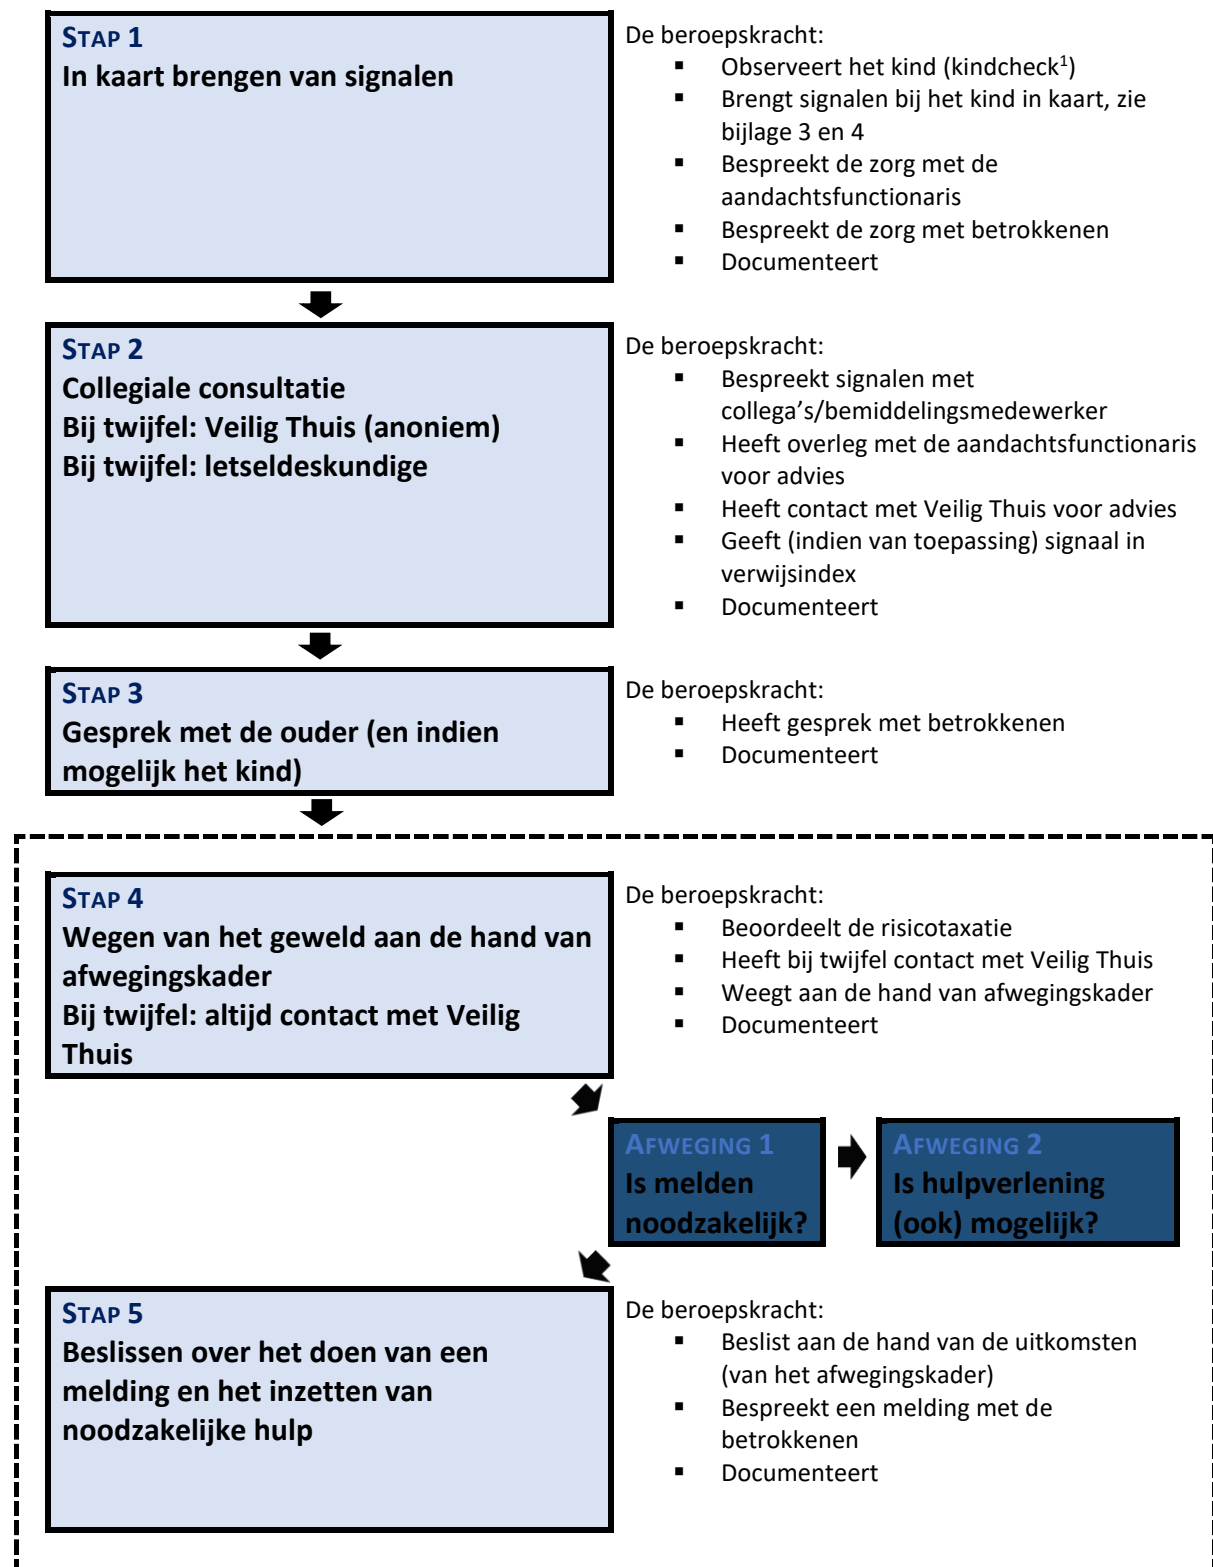 STAP 1
In kaart brengen van signalen
De beroepskracht:
▪ Observeert het kind (kindcheck¹)
▪ Brengt signalen bij het kind in kaart, zie
bijlage 3 en 4
▪ Bespreekt de zorg met de
aandachtsfunctionaris
▪ Bespreekt de zorg met betrokkenen
▪ Documenteert
STAP 2
Collegiale consultatie
Bij twijfel: Veilig Thuis (anoniem)
Bij twijfel: letseldeskundige
De beroepskracht:
▪ Bespreekt signalen met
collega’s/bemiddelingsmedewerker
▪ Heeft overleg met de aandachtsfunctionaris
voor advies
▪ Heeft contact met Veilig Thuis voor advies
▪ Geeft (indien van toepassing) signaal in
verwijsindex
▪ Documenteert
STAP 3
Gesprek met de ouder (en indien
mogelijk het kind)
De beroepskracht:
▪ Heeft gesprek met betrokkenen
▪ Documenteert
STAP 4
Wegen van het geweld aan de hand van
afwegingskader
Bij twijfel: altijd contact met Veilig
Thuis
De beroepskracht:
▪ Beoordeelt de risicotaxatie
▪ Heeft bij twijfel contact met Veilig Thuis
▪ Weegt aan de hand van afwegingskader
▪ Documenteert
AFWEGING 1
Is melden
noodzakelijk?
AFWEGING 2
Is hulpverlening
(ook) mogelijk?
STAP 5
Beslissen over het doen van een
melding en het inzetten van
noodzakelijke hulp
De beroepskracht:
▪ Beslist aan de hand van de uitkomsten
(van het afwegingskader)
▪ Bespreekt een melding met de
betrokkenen
▪ Documenteert